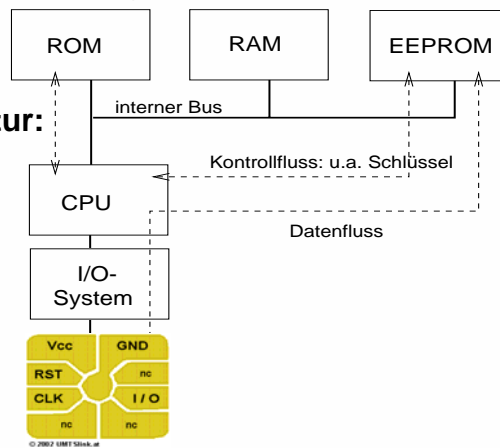 ROM
RAM
EEPROM
interner Bus
tur:
Kontrollfluss: u.a. Schlüssel
CPU
Datenfluss
I/O-
System
Vcc GND
RST nc
CLK I/O
nc nc
© 2002 UMTSlink.at